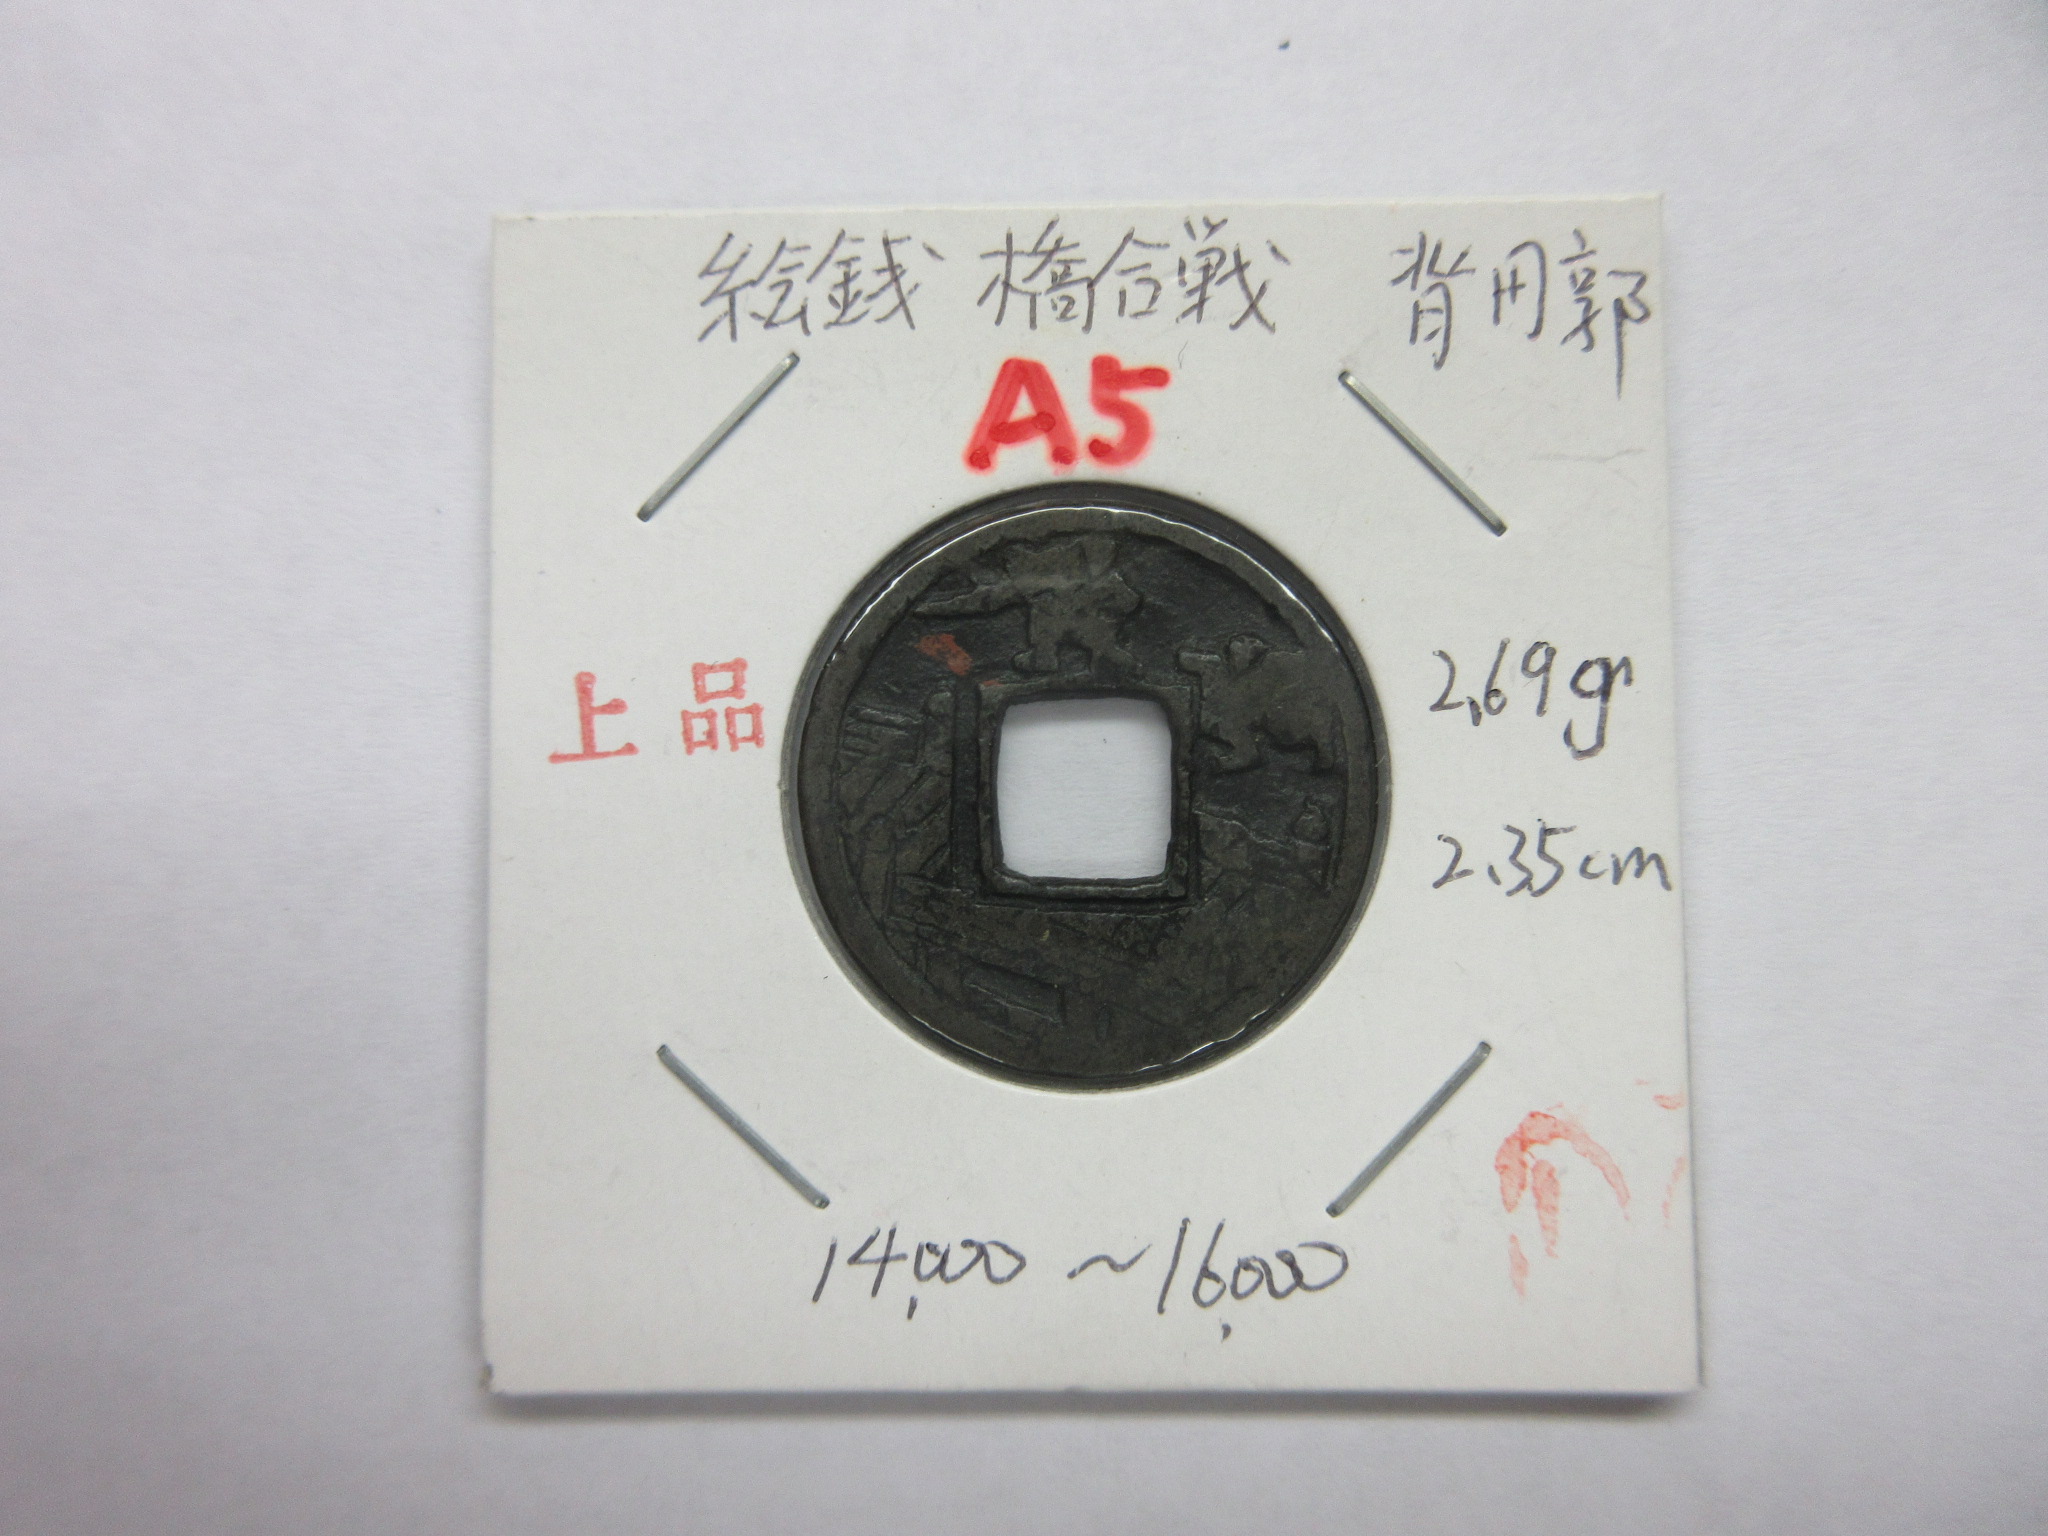 絵銭 橋合戦 背円郭
A5
上品
2.69gr
2.35cm
14,000～16,000